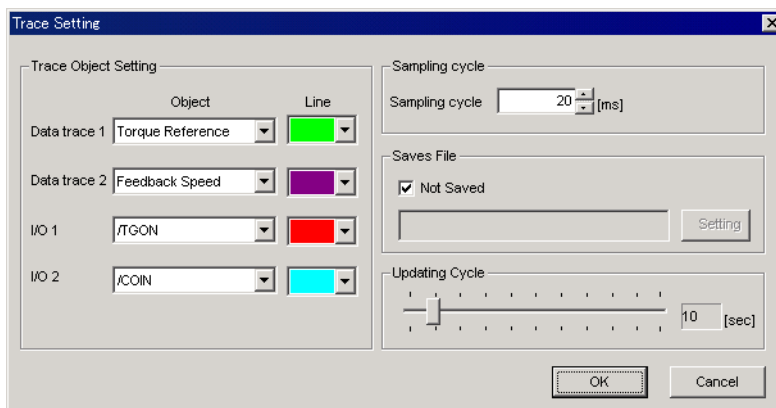 Trace Setting
Trace Object Setting
Object Line
Data trace 1 Torque Reference
Data trace 2 Feedback Speed
I/O 1 /TGON
I/O 2 /COIN
Sampling cycle
Sampling cycle 20 [ms]
Saves File
Not Saved
Setting
Updating Cycle
10 [sec]
OK Cancel